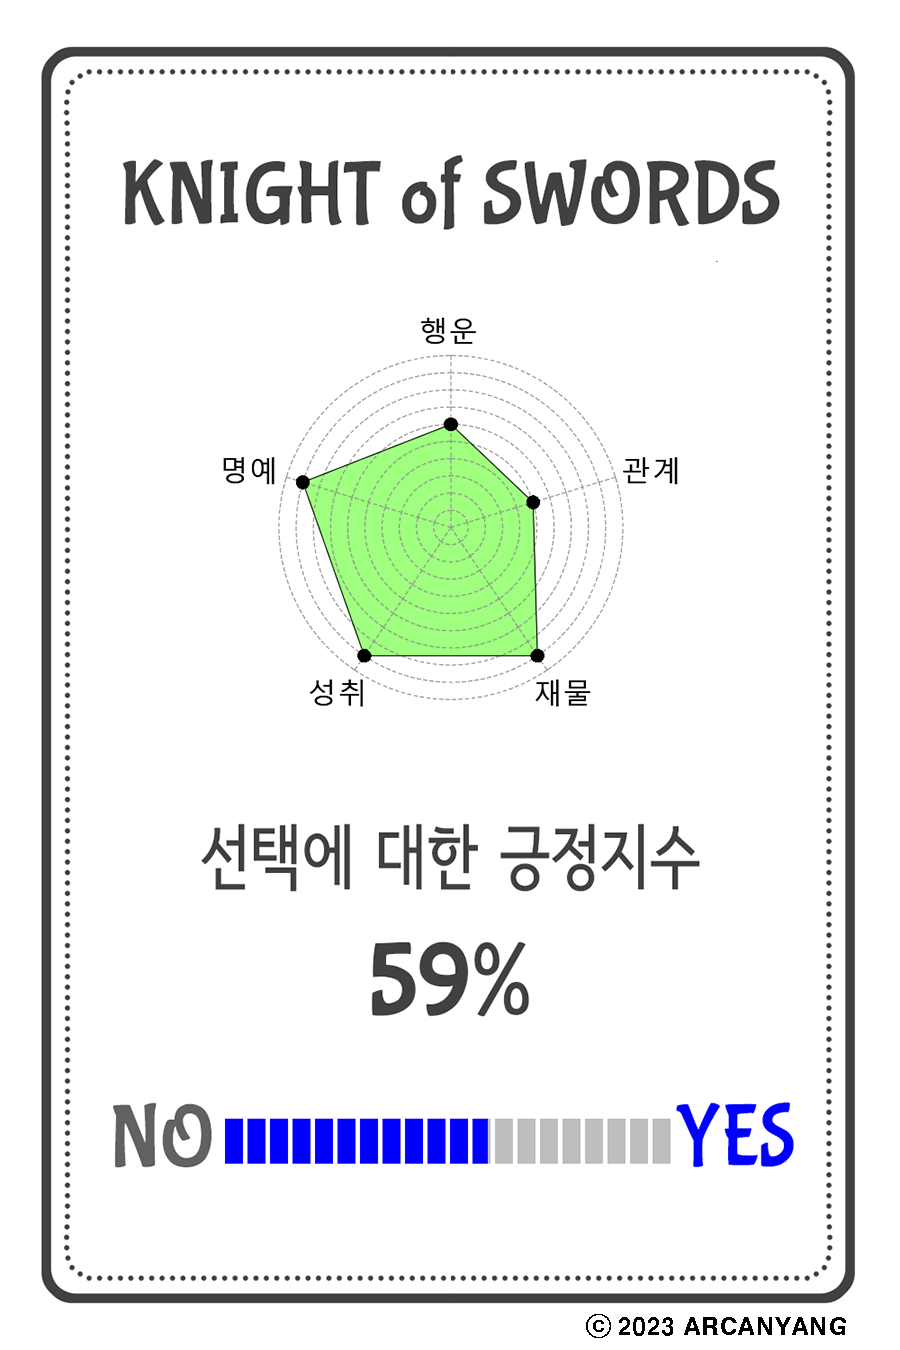 KNIGHT of SWORDS
행운
명예
관계
성취
재물
선택에 대한 긍정지수
59%
NO YES
© 2023 ARCANYANG